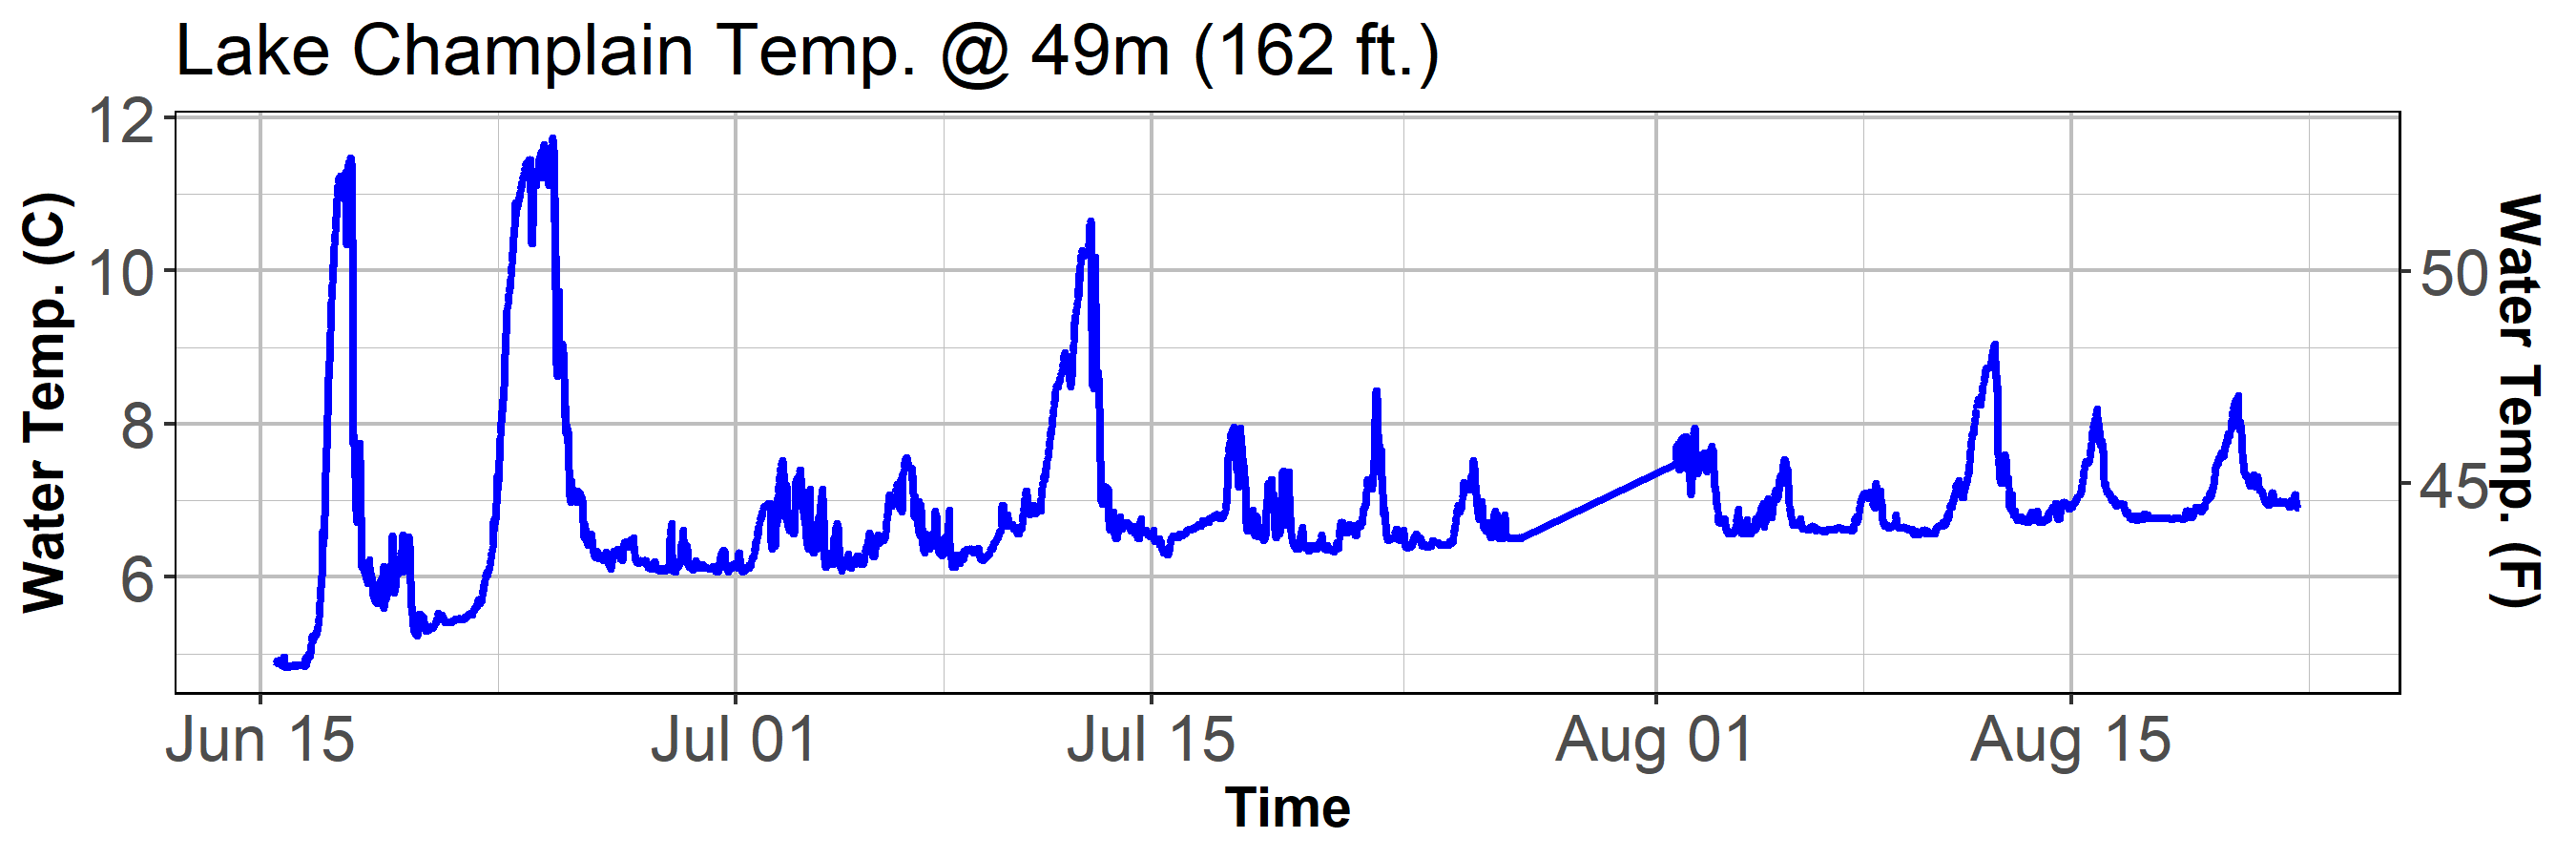 Lake Champlain Temp. @ 49m (162 ft.)
12
10
8
6
Water Temp. (C)
50
45
Water Temp. (F)
Jun 15
Jul 01
Jul 15
Aug 01
Aug 15
Time